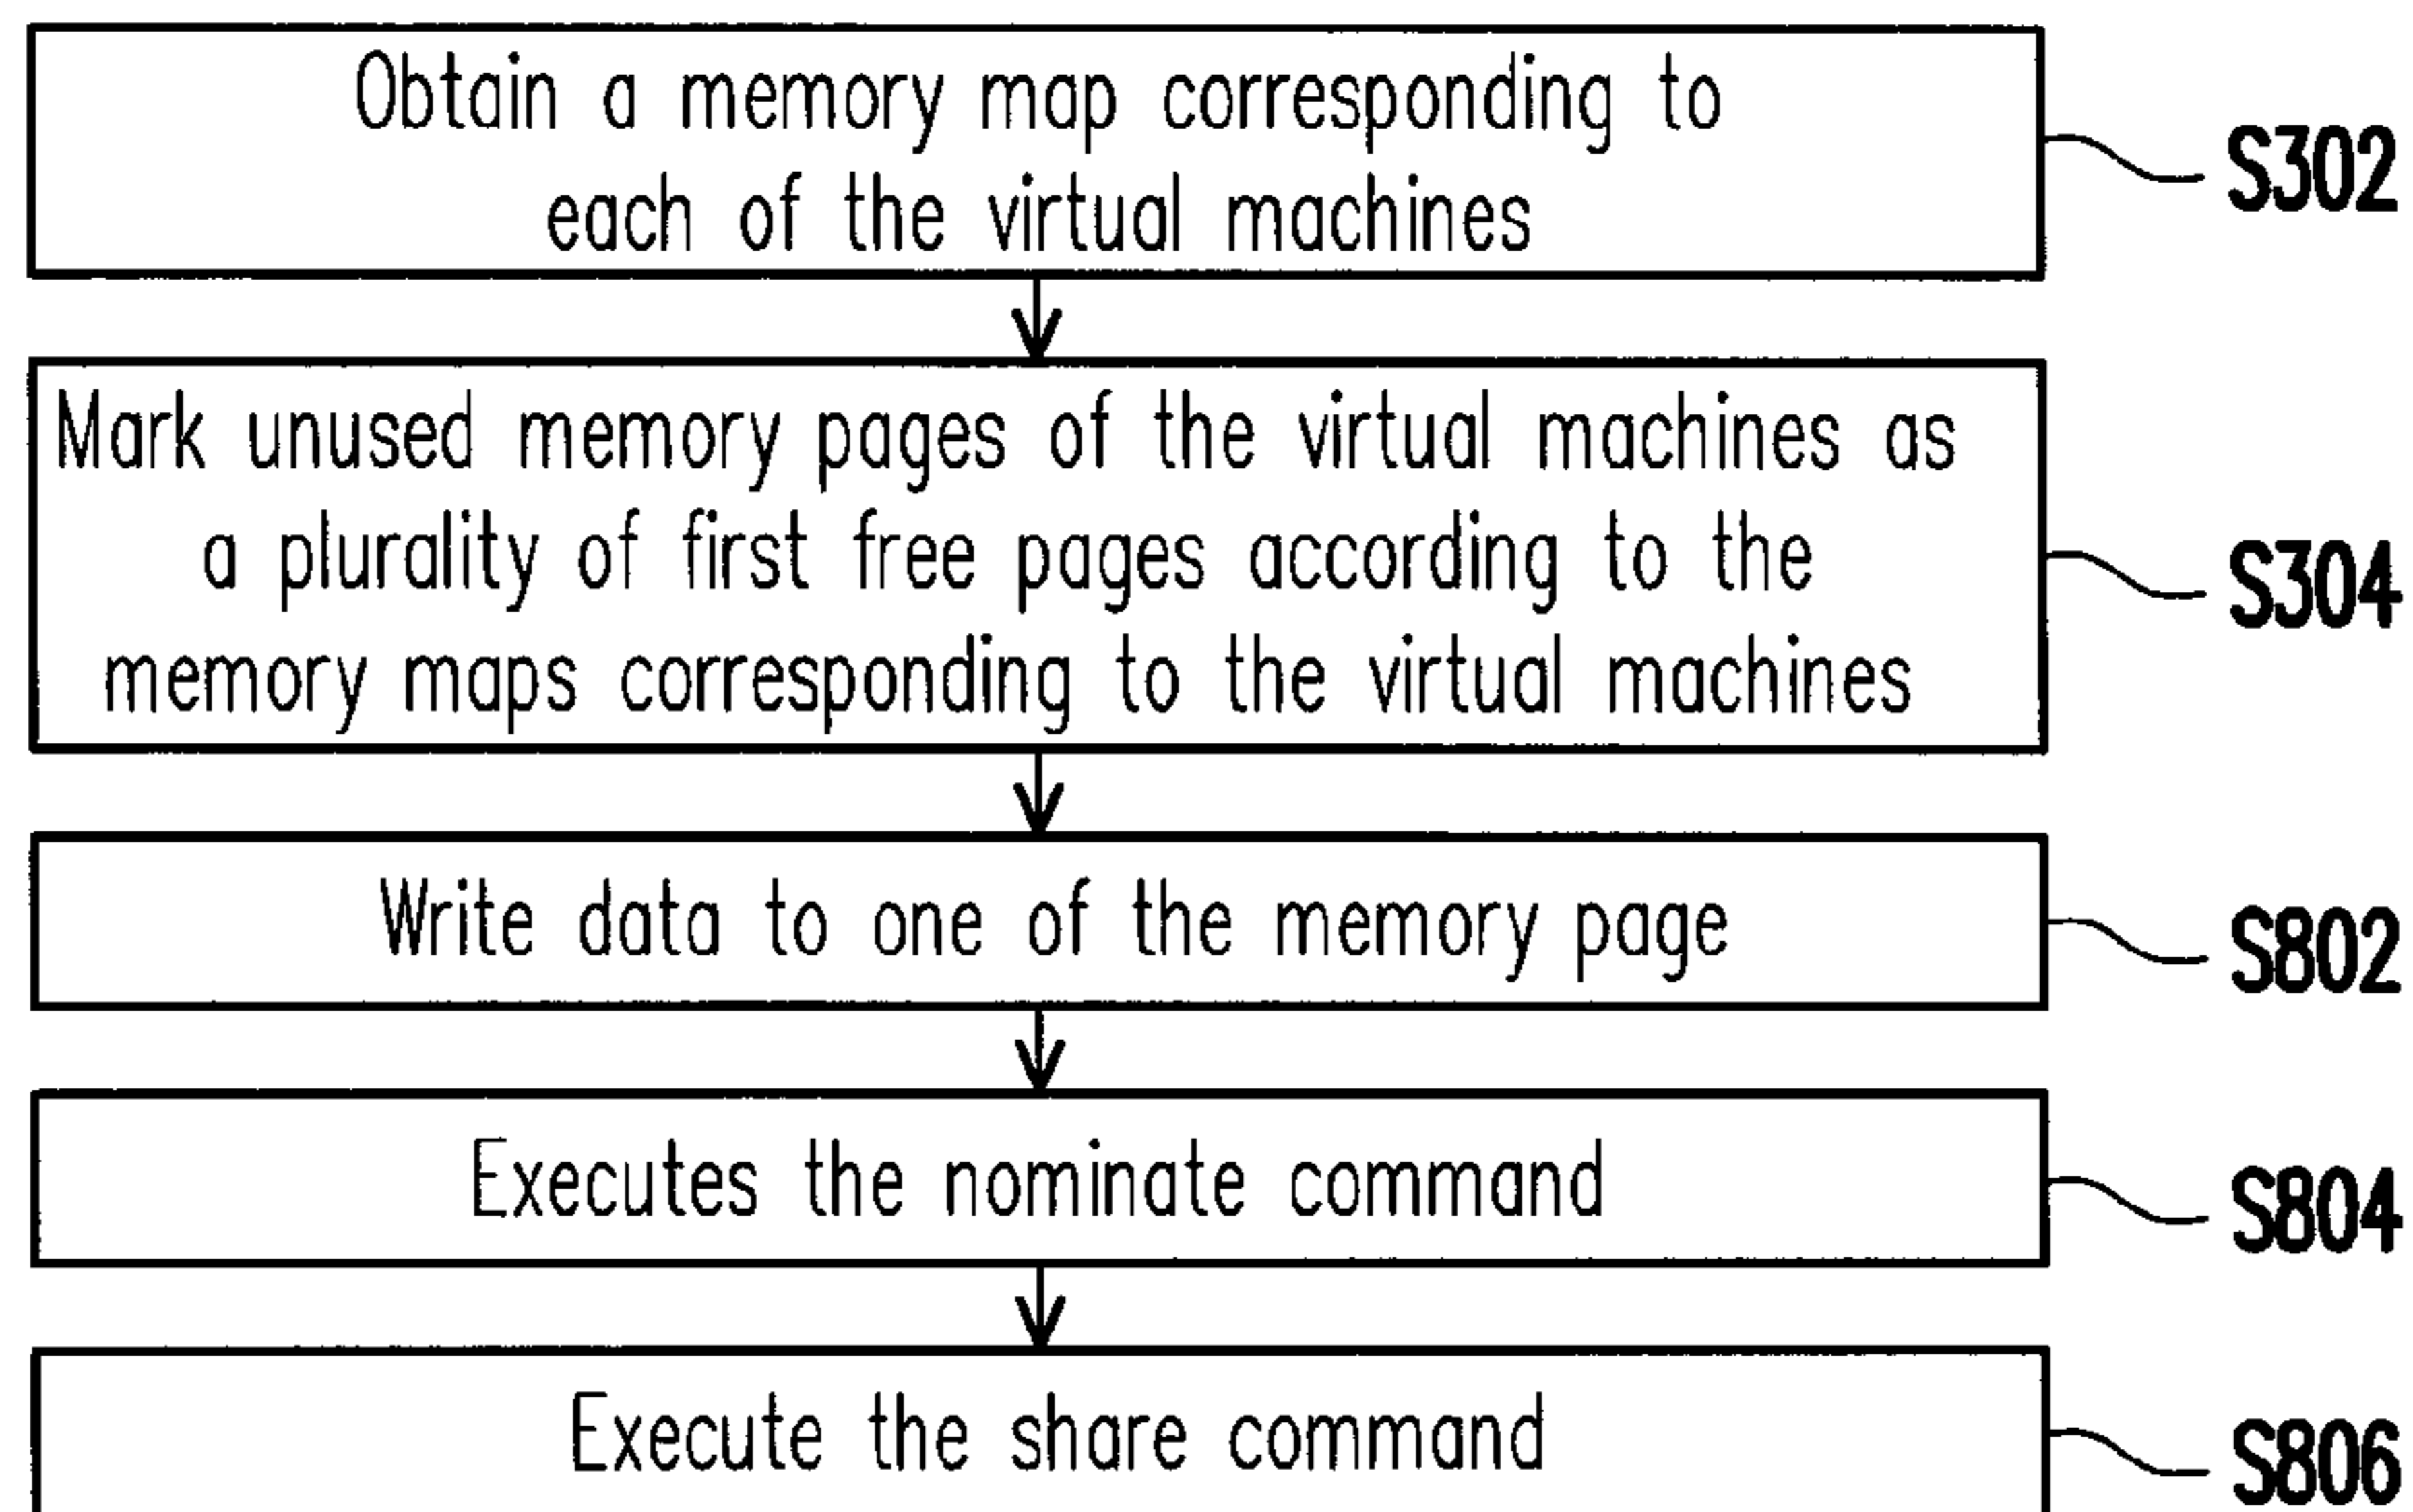 Obtain a memory map corresponding to
each of the virtual machines
S302
Mark unused memory pages of the virtual machines as
a plurality of first free pages according to the
memory maps corresponding to the virtual machines
S304
Write data to one of the memory page
S802
Executes the nominate command
S804
Execute the share command
S806